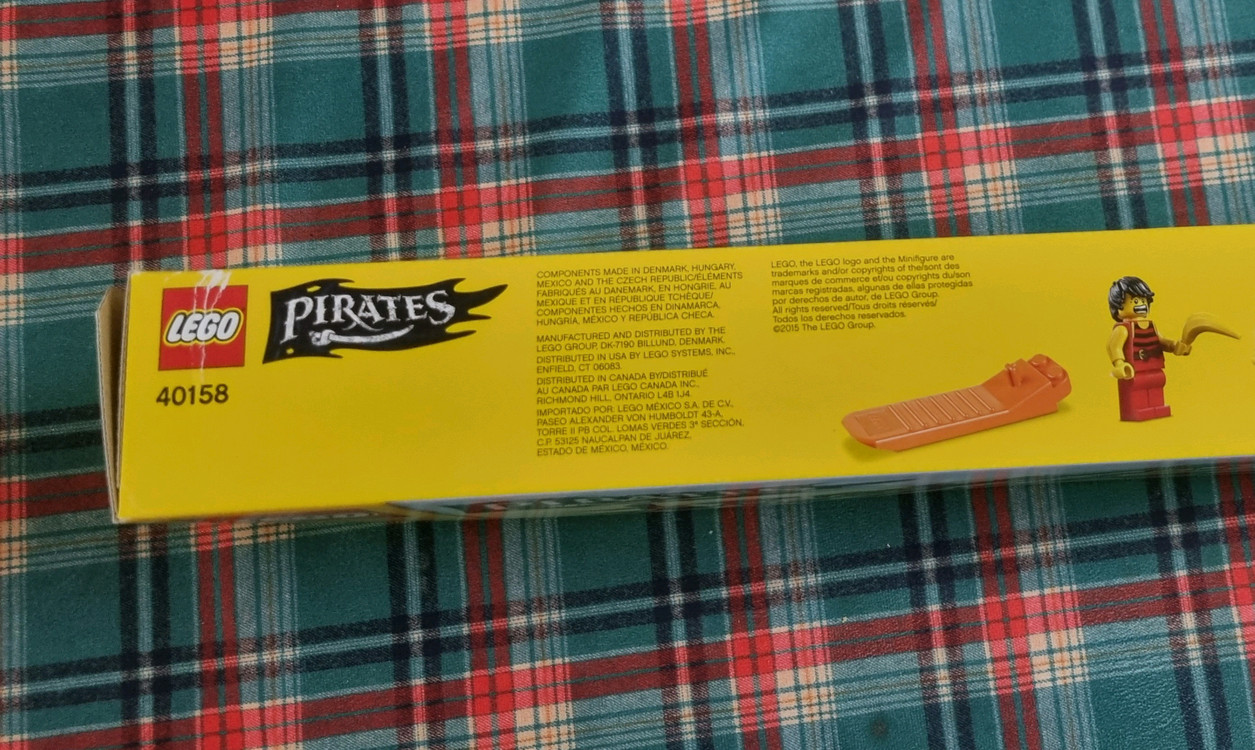 LEGO
PIRATES
40158
COMPONENTS MADE IN DENMARK, HUNGARY,
MEXICO AND THE CZECH REPUBLIC/ÉLÉMENTS
FABRIQUÉS AU DANEMARK, EN HONGRIE, AU
MEXIQUE ET EN RÉPUBLIQUE TCHÈQUE/
COMPONENTES HECHOS EN DINAMARCA,
HUNGRÍA, MÉXICO Y REPÚBLICA CHECA.
MANUFACTURED AND DISTRIBUTED BY THE
LEGO GROUP, DK-7190 BILLUND, DENMARK.
DISTRIBUTED IN USA BY LEGO SYSTEMS, INC.,
ENFIELD, CT 06083.
DISTRIBUTED IN CANADA BY/DISTRIBUÉ
AU CANADA PAR LEGO CANADA INC.,
RICHMOND HILL, ONTARIO L4B 1J4.
IMPORTADO POR: LEGO MÉXICO S.A. DE C.V.,
PASEO ALEXANDER VON HUMBOLDT 43-A,
TORRE II PB COL. LOMAS VERDES 3ª SECCIÓN,
C.P. 53125 NAUCALPAN DE JUÁREZ,
ESTADO DE MÉXICO, MÉXICO.
LEGO, the LEGO logo and the Minifigure are
trademarks and/or copyrights of the/sont des
marques de commerce et/ou copyrights du/son
marcas registradas, algunas de ellas protegidas
por derechos de autor, de LEGO Group.
All rights reserved/Tous droits réservés/
Todos los derechos reservados.
©2015 The LEGO Group.